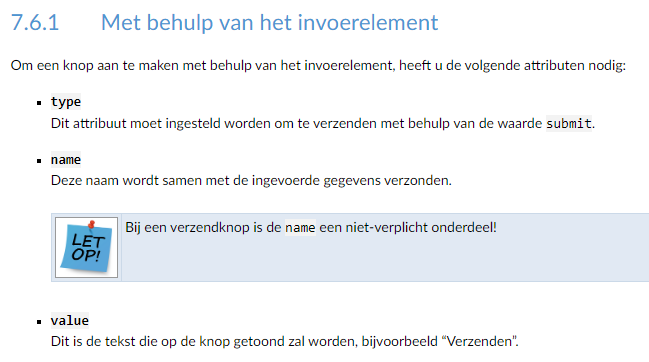 7.6.1 Met behulp van het invoerelement
Om een knop aan te maken met behulp van het invoerelement, heeft u de volgende attributen nodig:
▪ type
Dit attribuut moet ingesteld worden om te verzenden met behulp van de waarde submit.
▪ name
Deze naam wordt samen met de ingevoerde gegevens verzonden.
LET
OP!
Bij een verzendknop is de name een niet-verplicht onderdeel!
▪ value
Dit is de tekst die op de knop getoond zal worden, bijvoorbeeld “Verzenden”.